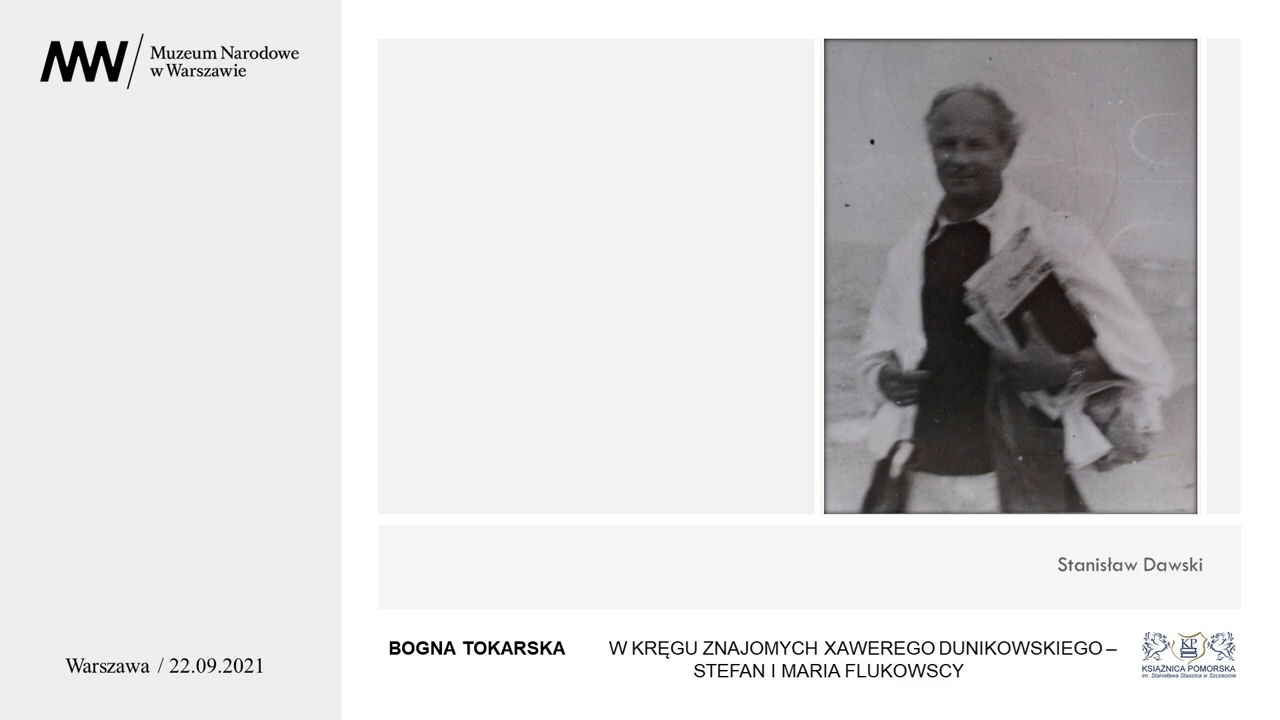 Muzeum Narodowe
w Warszawie
Stanisław Dawski
BOGNA TOKARSKA
W KRĘGU ZNAJOMYCH XAWEREGO DUNIKOWSKIEGO –
STEFAN I MARIA FLUKOWSCY
KP
KSIĄŻNICA POMORSKA
im. Stanisława Staszica w Szczecinie
Warszawa / 22.09.2021